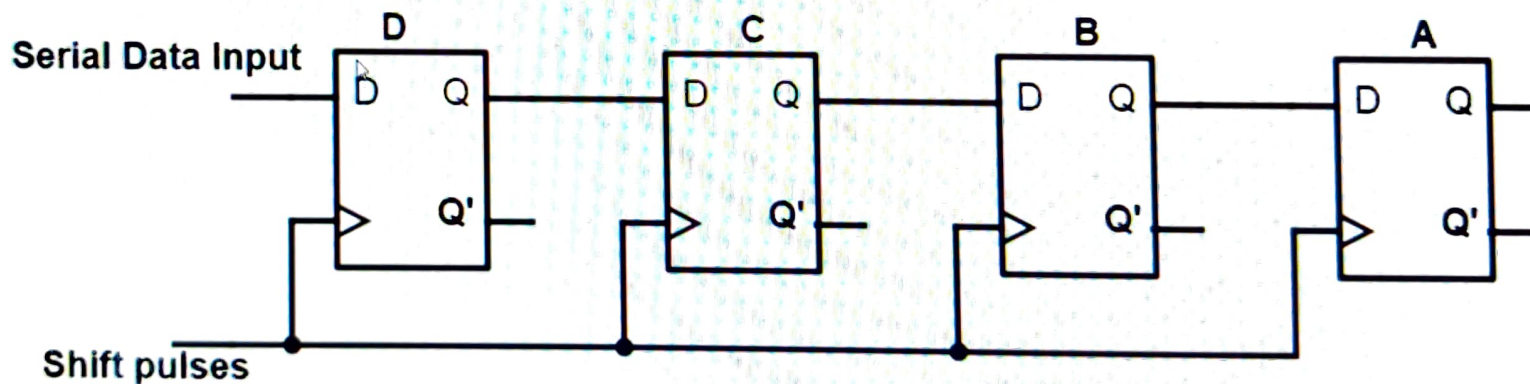 D C B A
Serial Data Input
D Q D Q D Q D Q
Q' Q' Q' Q'
Shift pulses